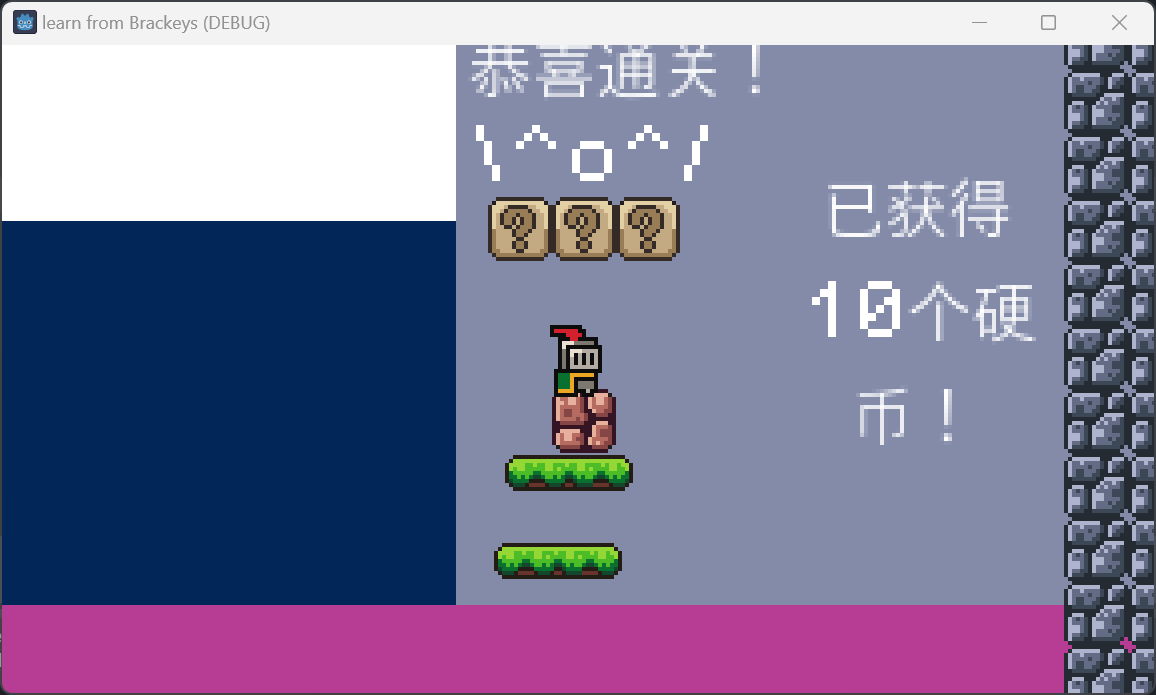 learn from Brackeys (DEBUG)
恭喜通关！
\^o^/
? ? ?
已获得
10个硬
币！